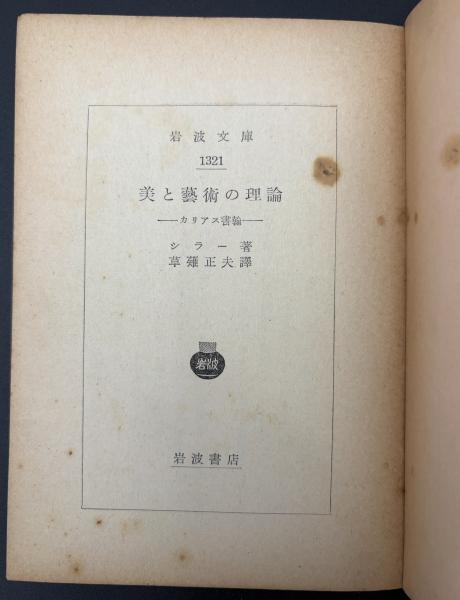 岩波文庫
1321
美と藝術の理論
――カリアス書翰――
シラー著
草薙正夫譯
岩波
岩波書店